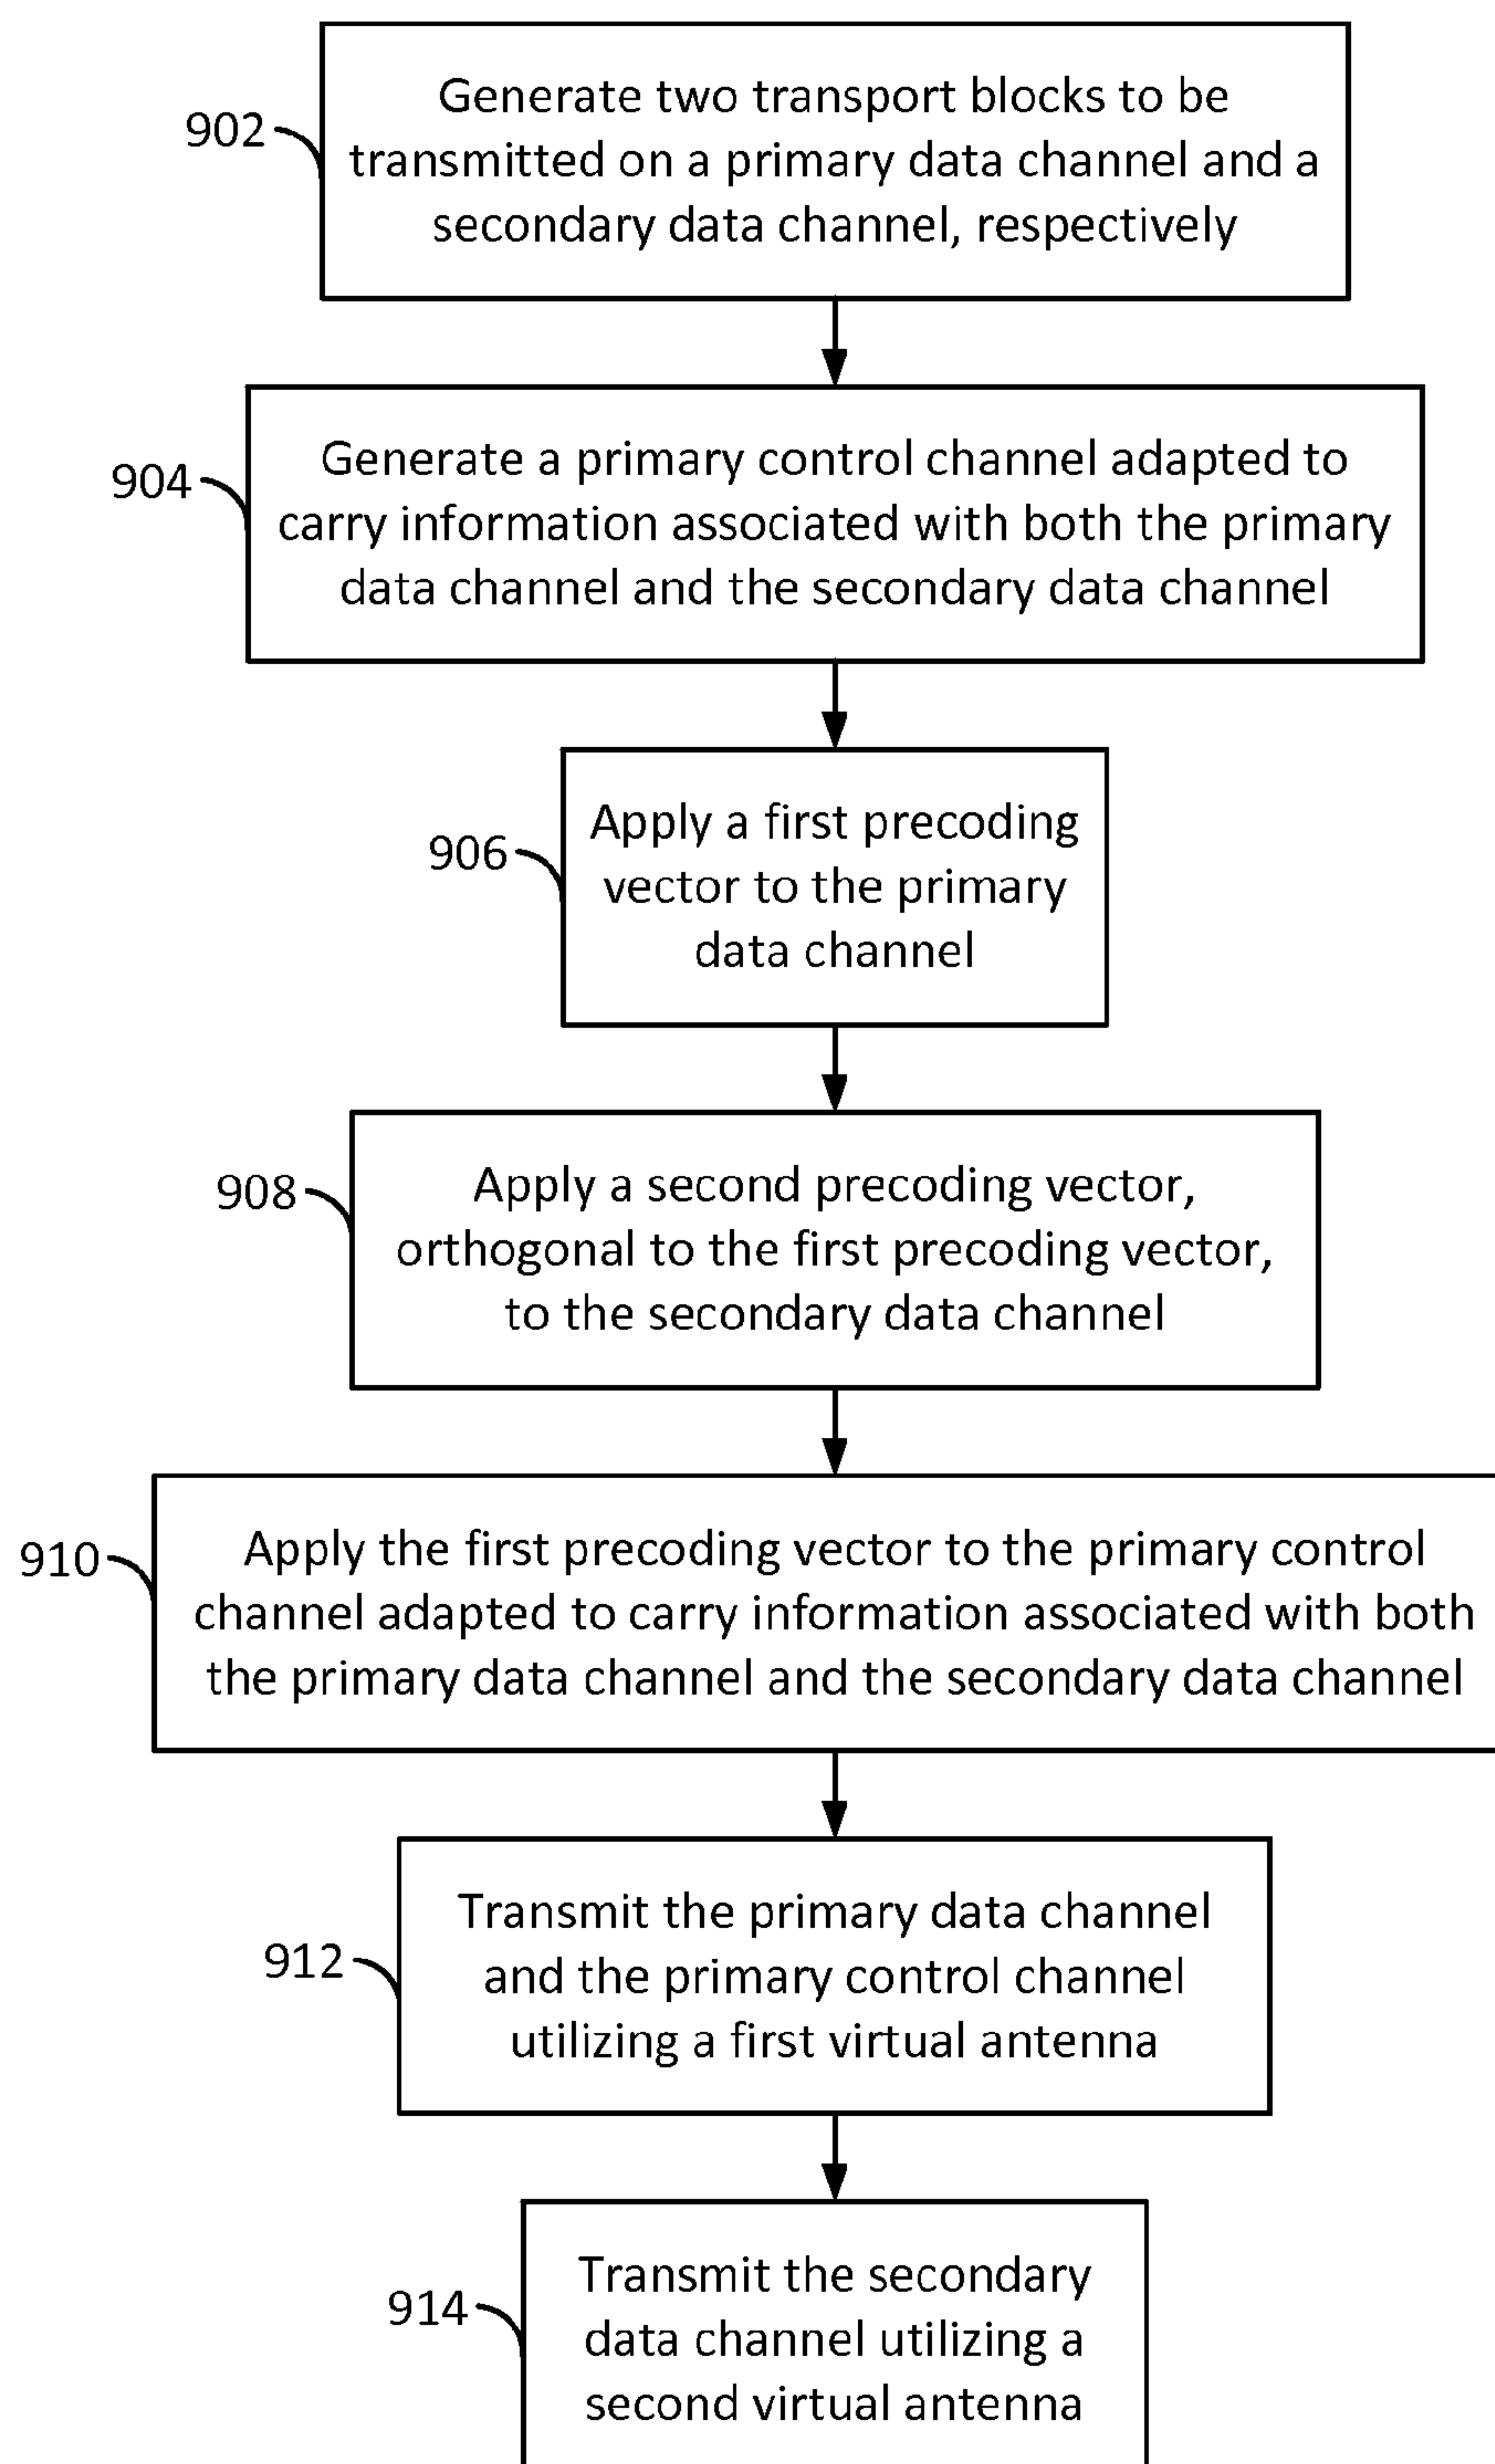 902
Generate two transport blocks to be
transmitted on a primary data channel and a
secondary data channel, respectively
904
Generate a primary control channel adapted to
carry information associated with both the primary
data channel and the secondary data channel
906
Apply a first precoding
vector to the primary
data channel
908
Apply a second precoding vector,
orthogonal to the first precoding vector,
to the secondary data channel
910
Apply the first precoding vector to the primary control
channel adapted to carry information associated with both
the primary data channel and the secondary data channel
912
Transmit the primary data channel
and the primary control channel
utilizing a first virtual antenna
914
Transmit the secondary
data channel utilizing a
second virtual antenna